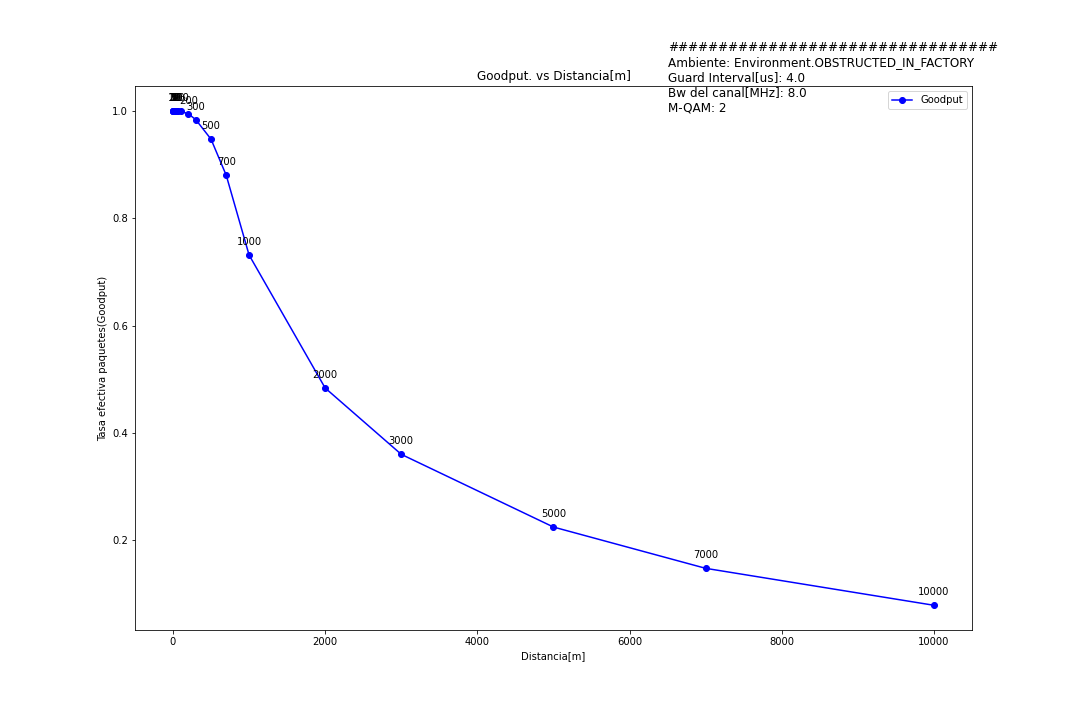 ################################
Ambiente: Environment.OBSTRUCTED_IN_FACTORY
Guard Interval[us]: 4.0
Bw del canal[MHz]: 8.0
M-QAM: 2
Goodput. vs Distancia[m]
Goodput
200
300
500
700
1000
2000
3000
5000
7000
10000
1.0
0.8
0.6
0.4
0.2
Tasa efectiva paquetes(Goodput)
0 2000 4000 6000 8000 10000
Distancia[m]